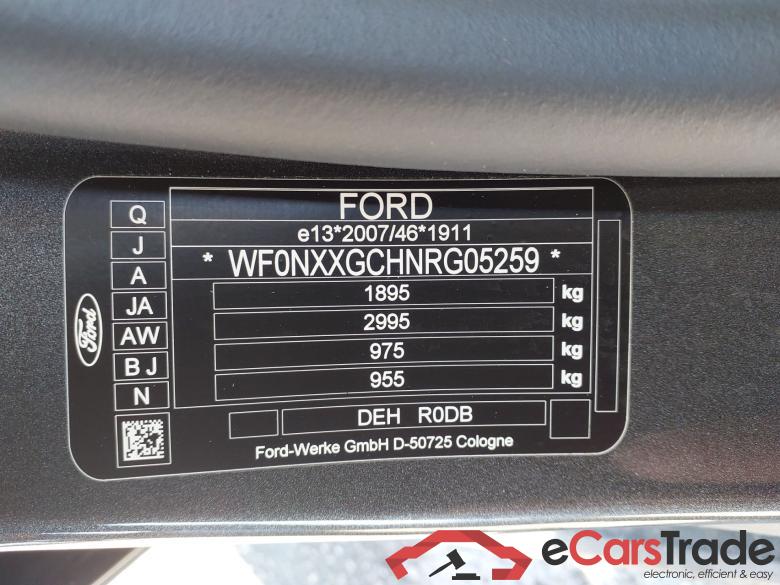 FORD
e13*2007/46*1911
* WF0NXXGCHNRG05259 *
1895 kg
2995 kg
975 kg
955 kg
Q
J
A
JA
AW
B J
N
Ford
DEH R0DB
Ford-Werke GmbH D-50725 Cologne
eCarsTrade
electronic, efficient & easy